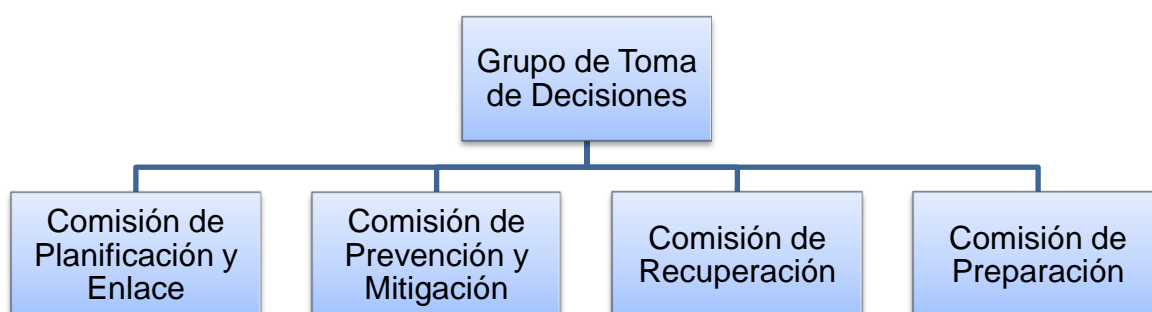 Grupo de Toma
de Decisiones
Comisión de
Planificación y
Enlace
Comisión de
Prevención y
Mitigación
Comisión de
Recuperación
Comisión de
Preparación